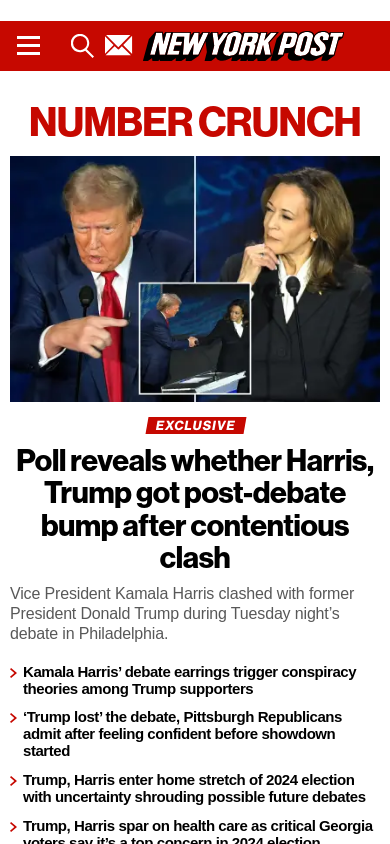 NEW YORK POST
NUMBER CRUNCH
EXCLUSIVE
Poll reveals whether Harris,
Trump got post-debate
bump after contentious
clash
Vice President Kamala Harris clashed with former
President Donald Trump during Tuesday night’s
debate in Philadelphia.
Kamala Harris’ debate earrings trigger conspiracy
theories among Trump supporters
‘Trump lost’ the debate, Pittsburgh Republicans
admit after feeling confident before showdown
started
Trump, Harris enter home stretch of 2024 election
with uncertainty shrouding possible future debates
Trump, Harris spar on health care as critical Georgia
voters say it’s a top concern in 2024 election